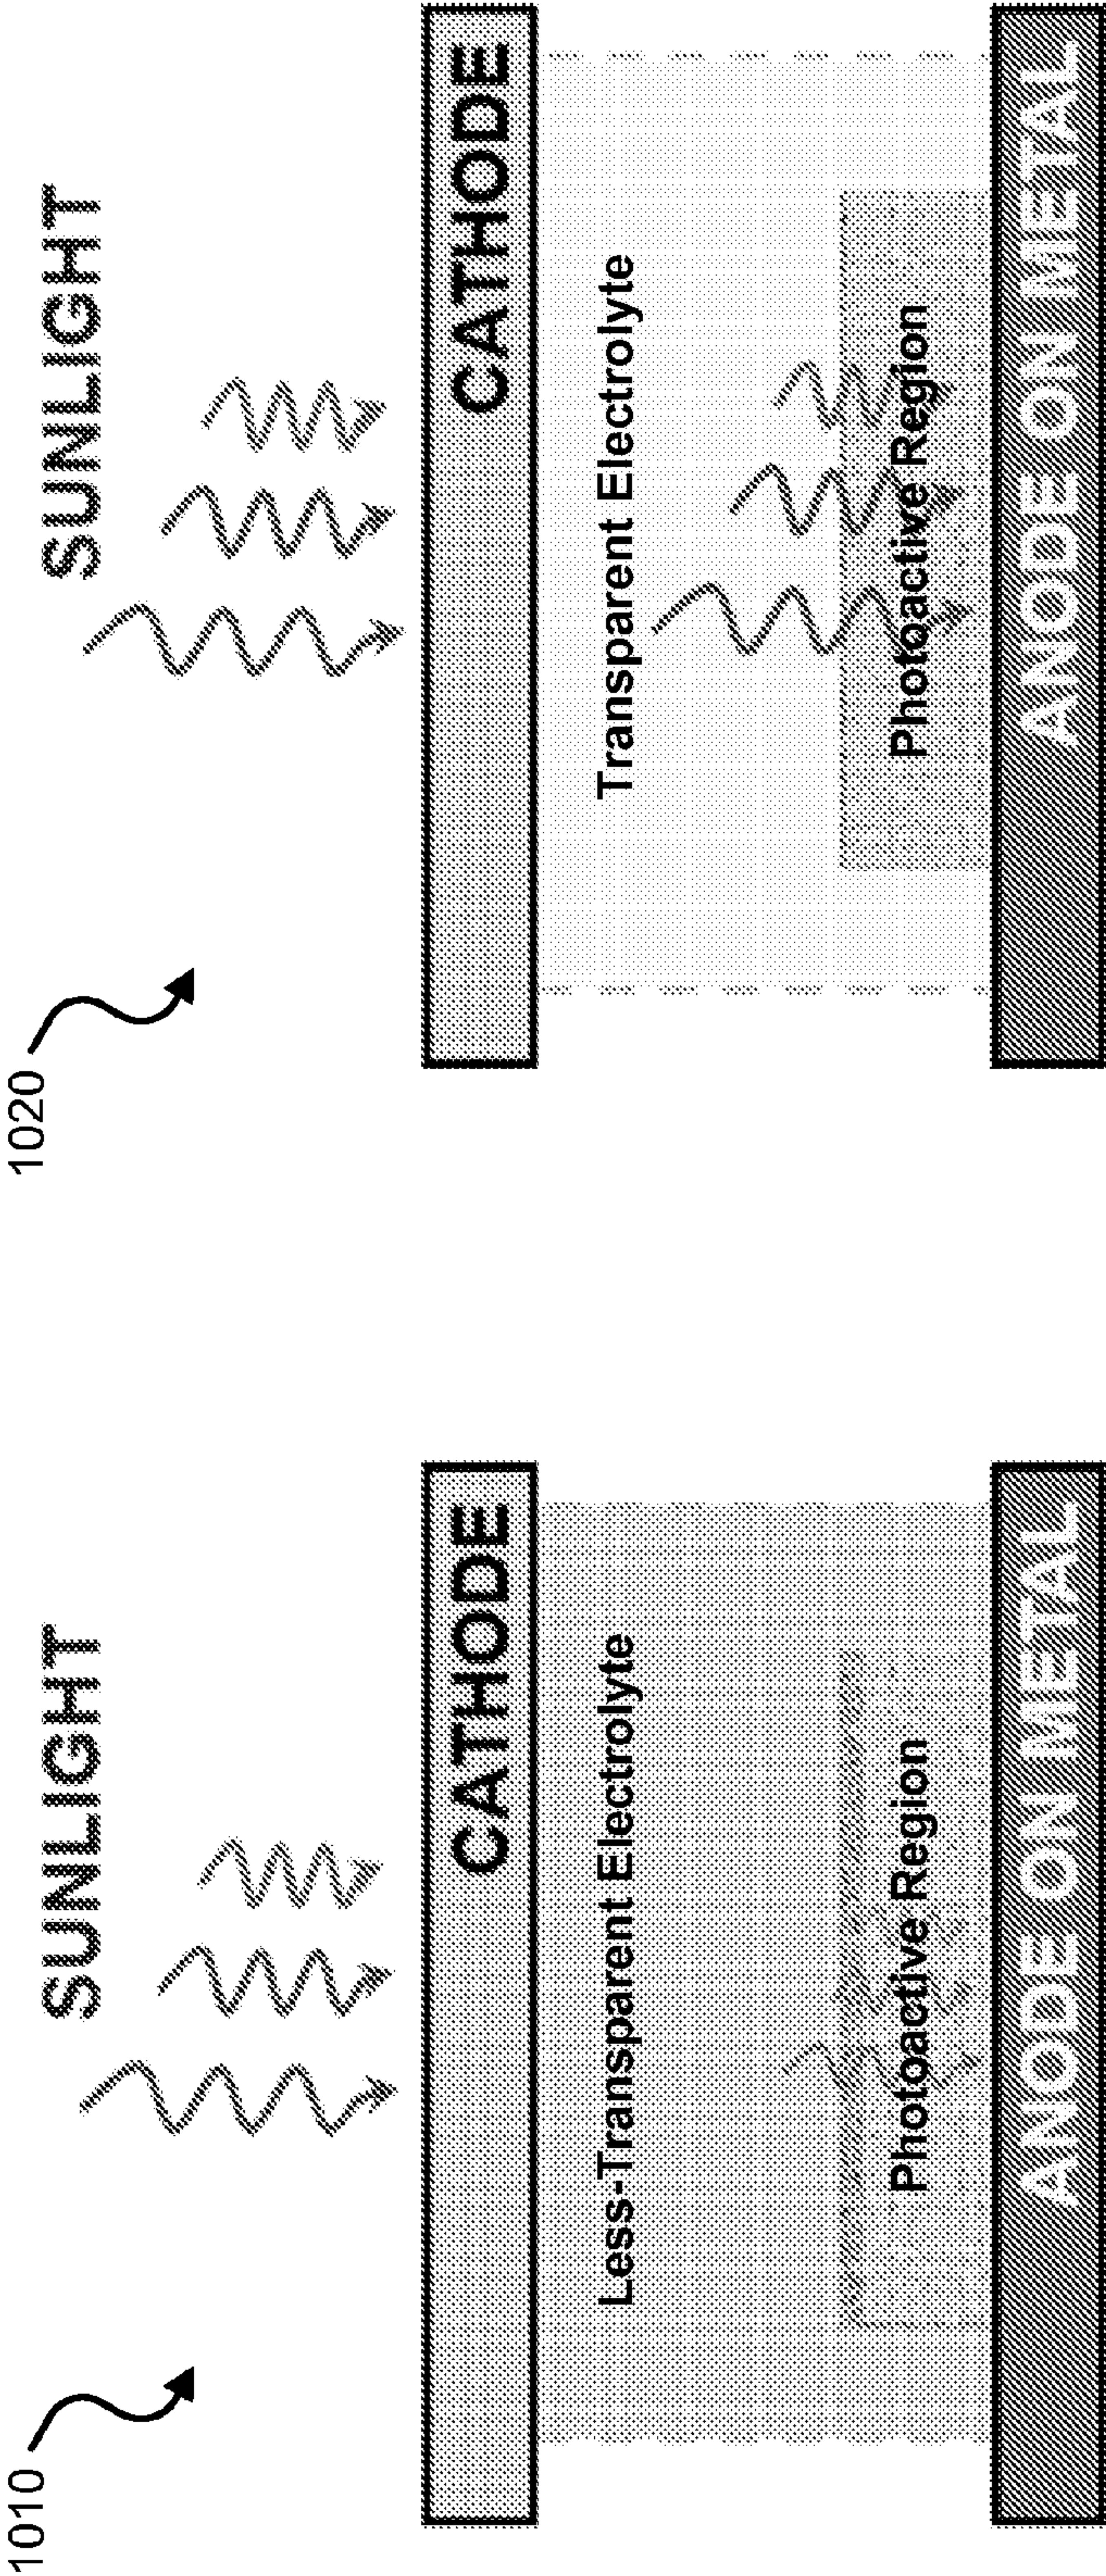 1010
SUNLIGHT
CATHODE
Less-Transparent Electrolyte
Photoactive Region
ANODE ON METAL
1020
SUNLIGHT
CATHODE
Transparent Electrolyte
Photoactive Region
ANODE ON METAL